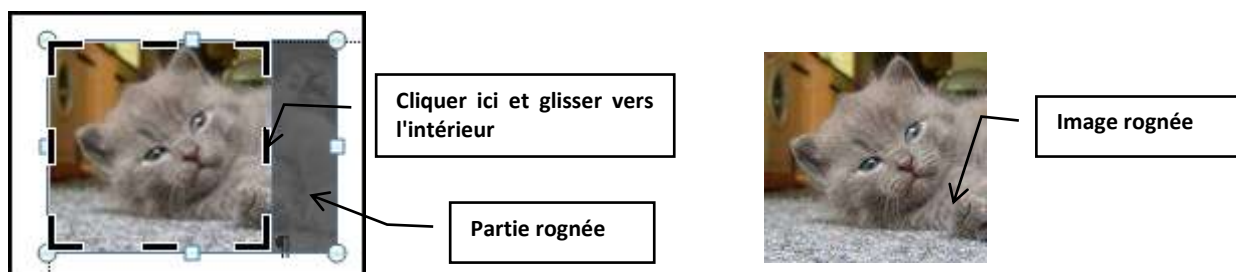 Cliquer ici et glisser vers
l'intérieur
Image rognée
Partie rognée
¶